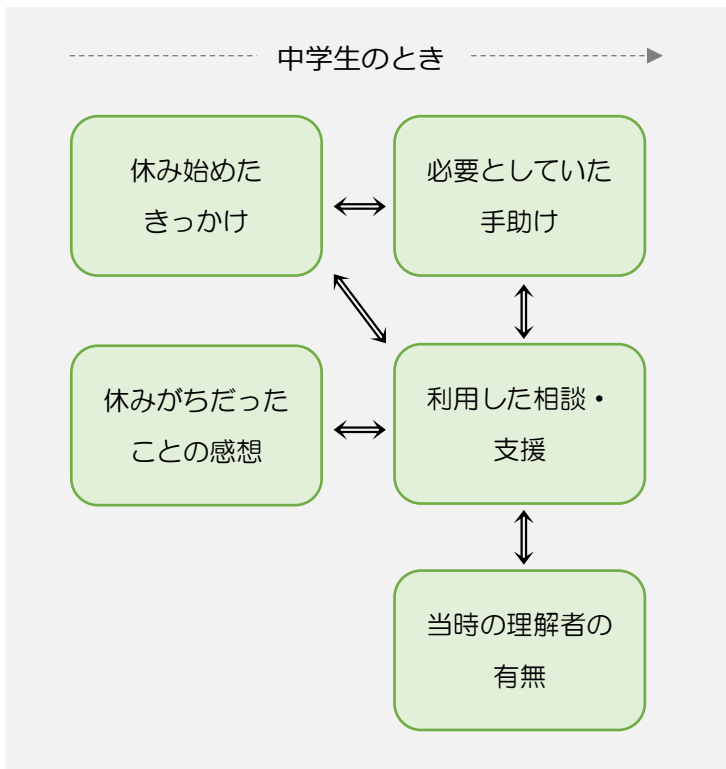 中学生のとき
休み始めた
きっかけ
必要としていた
手助け
休みがちだった
ことの感想
利用した相談・
支援
当時の理解者の
有無